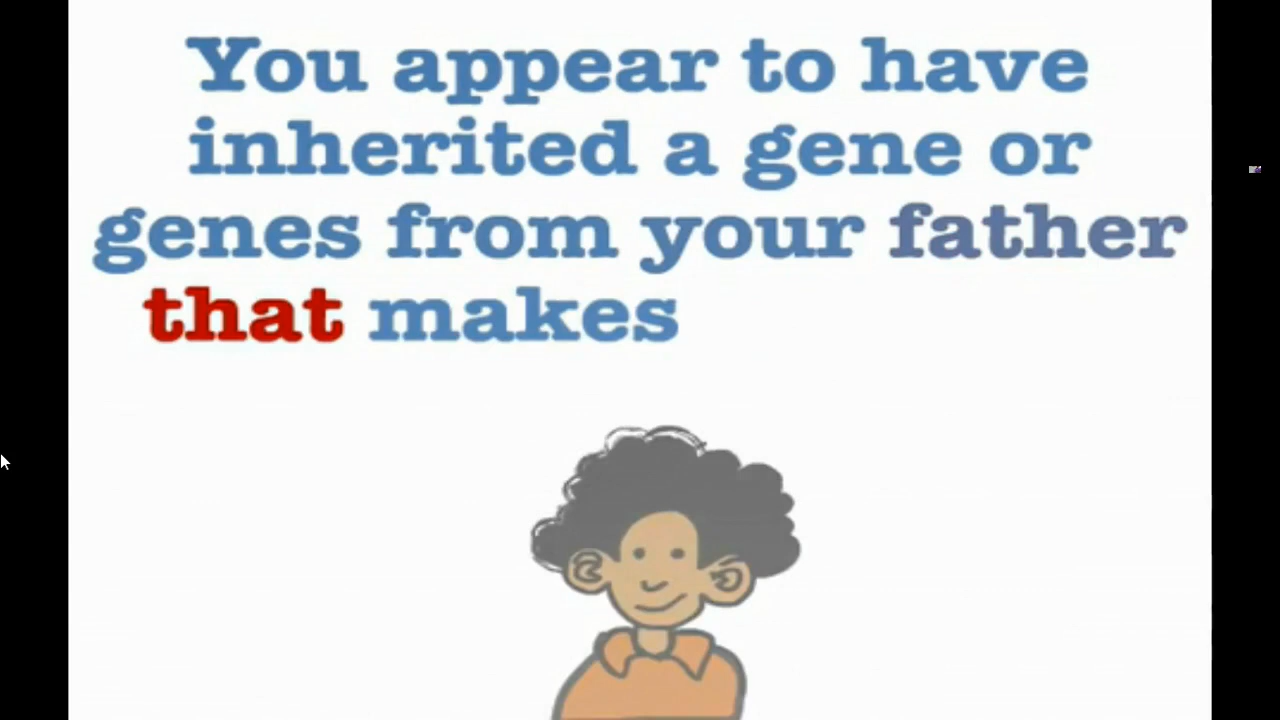 You appear to have
inherited a gene or
genes from your father
that makes